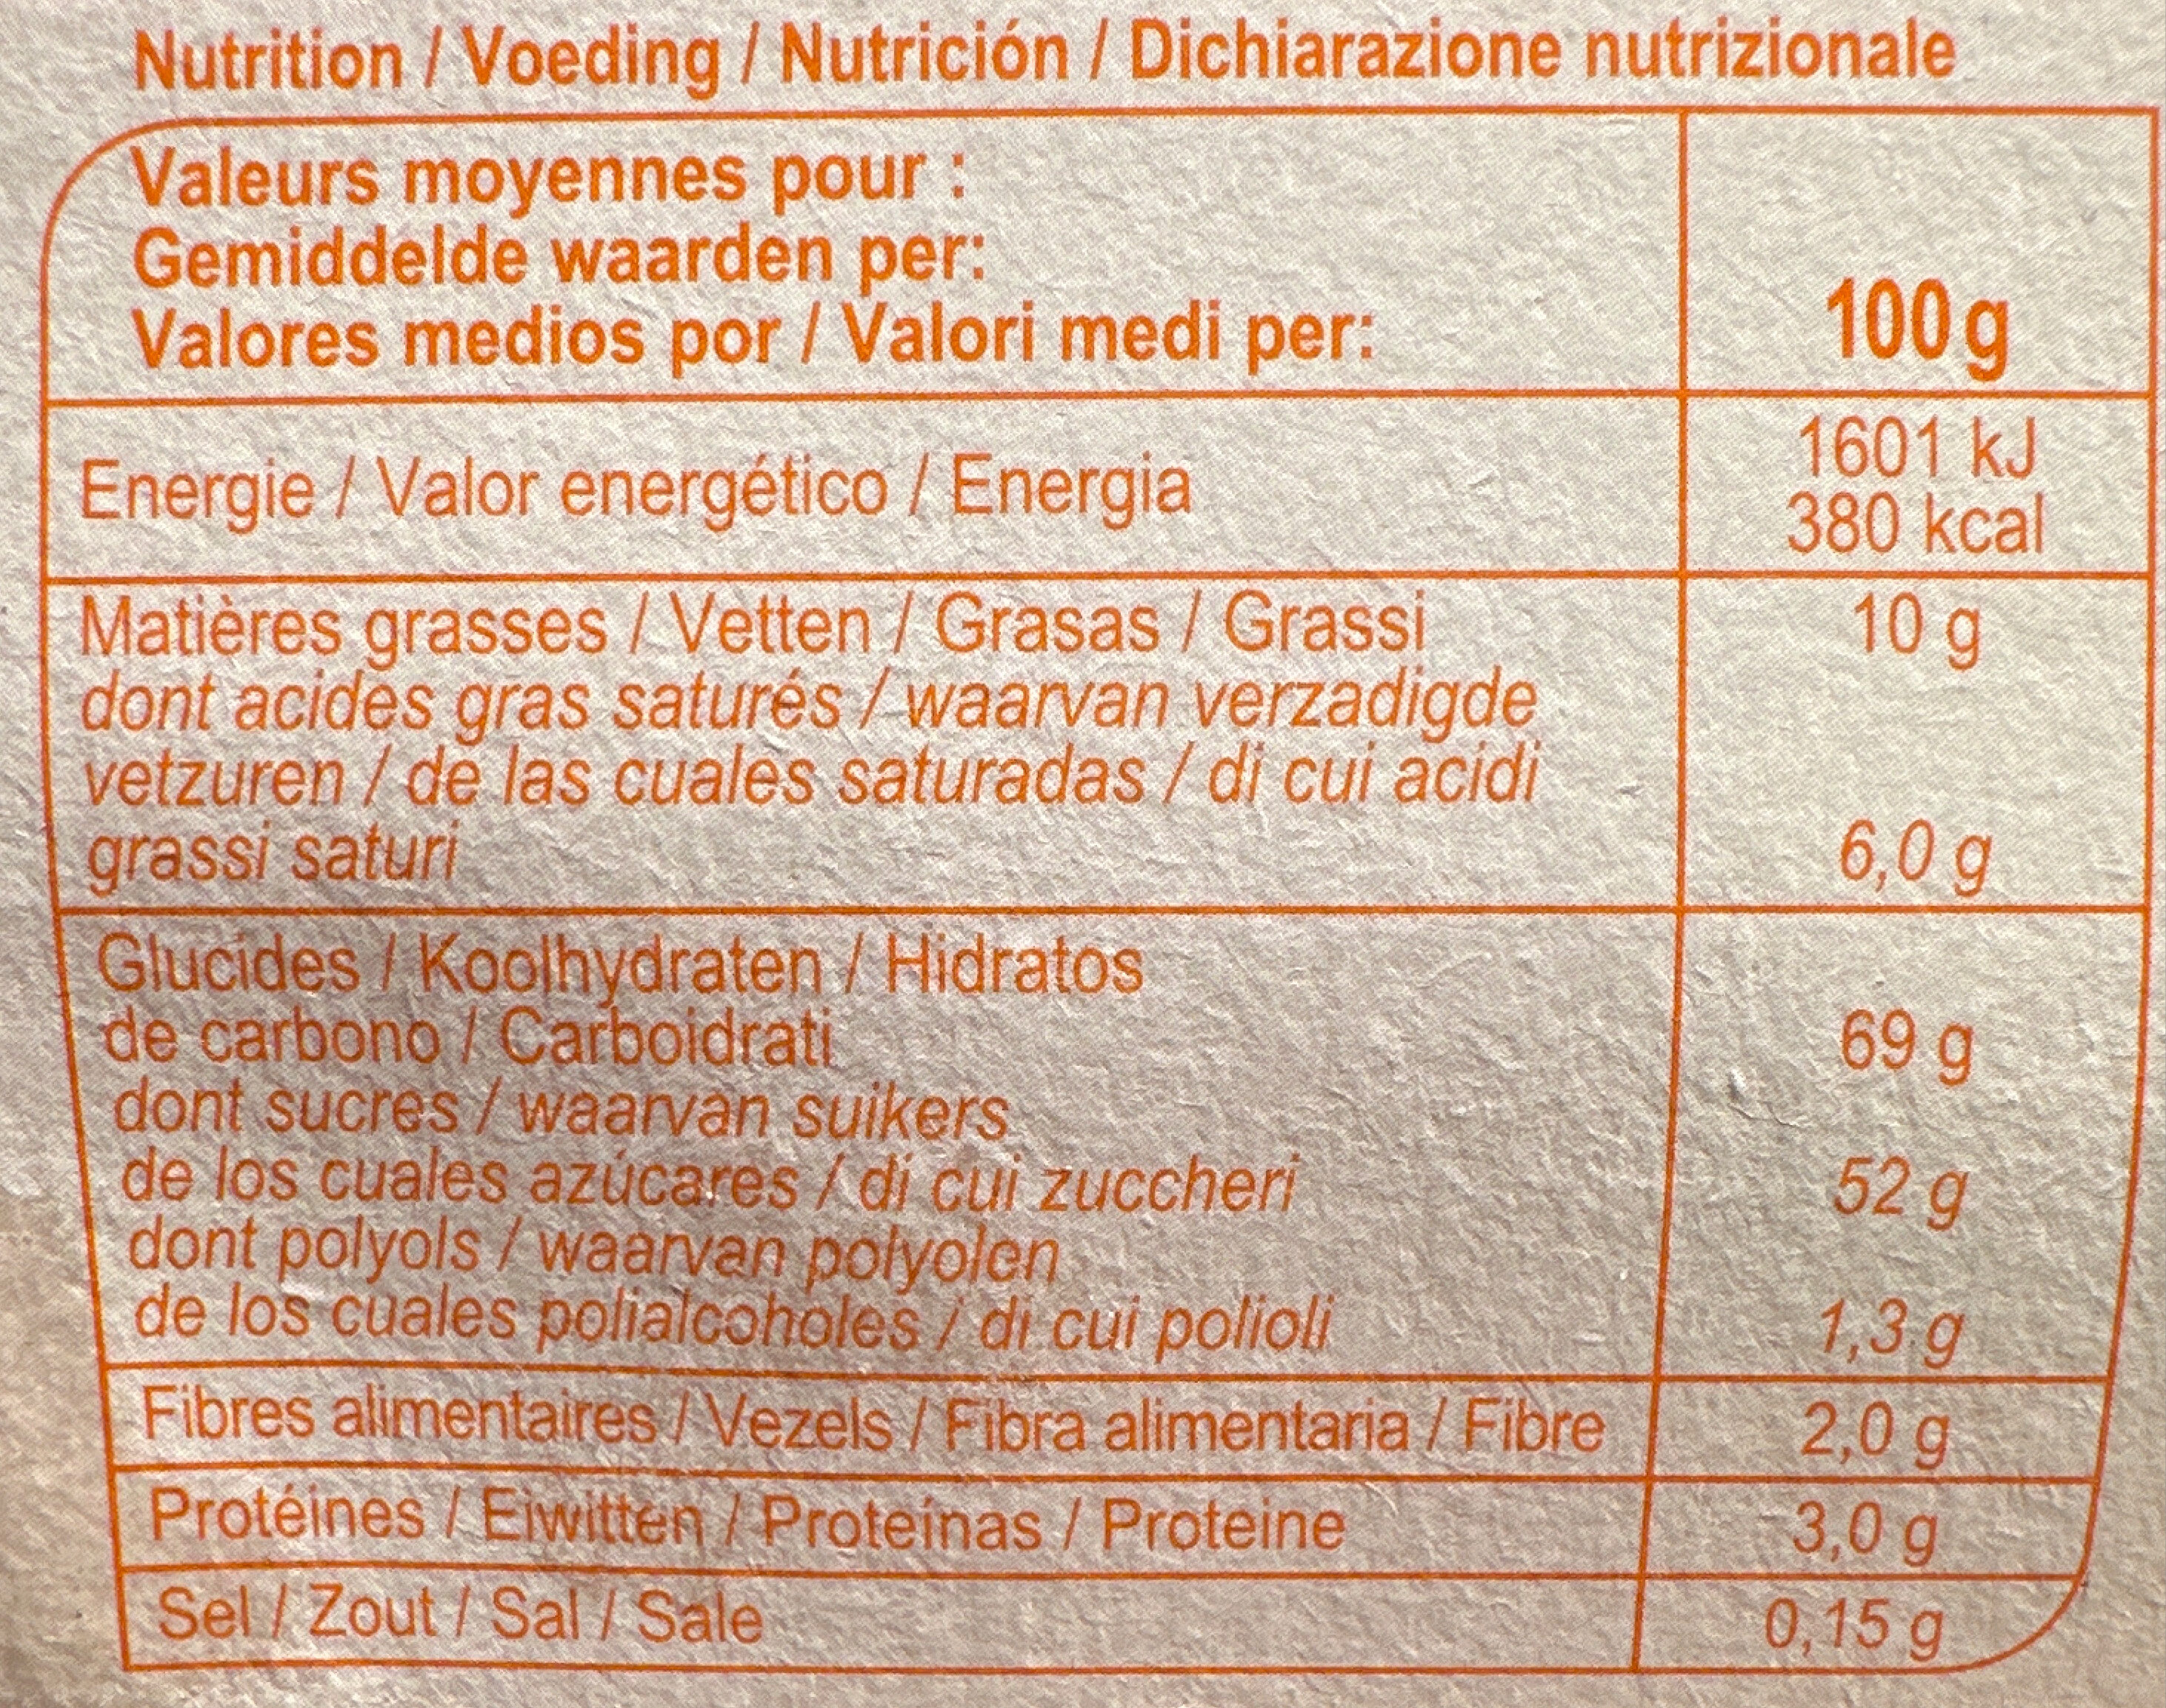 Nutrition / Voeding / Nutrición / Dichiarazione nutrizionale
Valeurs moyennes pour :
Gemiddelde waarden per:
Valores medios por / Valori medi per:
100 g
Energie / Valor energético / Energia
1601 kJ
380 kcal
Matières grasses / Vetten / Grasas / Grassi
10 g
dont acides gras saturés / waarvan verzadigde
vetzuren / de las cuales saturadas / di cui acidi
grassi saturi
6,0 g
Glucides / Koolhydraten / Hidratos
de carbono / Carboidrati
69 g
dont sucres / waarvan suikers
de los cuales azúcares / di cui zuccheri
52 g
dont polyols / waarvan polyolen
de los cuales polialcoholes / di cui polioli
1,3 g
Fibres alimentaires / Vezels / Fibra alimentaria / Fibre
2,0 g
Protéines / Eiwitten / Proteínas / Proteine
3,0 g
Sel / Zout / Sal / Sale
0,15 g